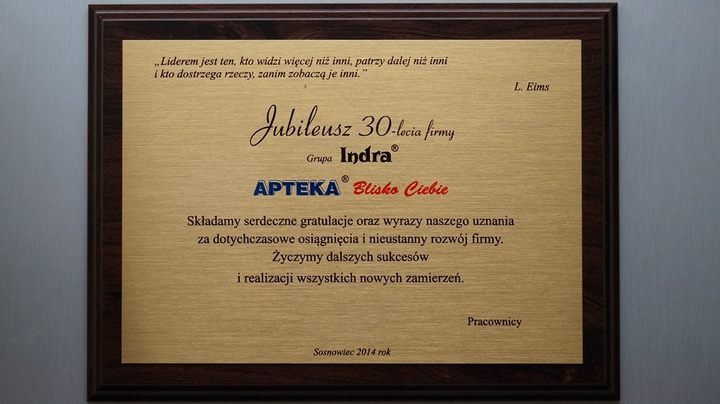 „Liderem jest ten, kto widzi więcej niż inni, patrzy dalej niż inni
i kto dostrzega rzeczy, zanim zobaczą je inni.”
L. Eims
Jubileusz 30-lecia firmy
Grupa Indra®
APTEKA® Blisko Ciebie
Składamy serdeczne gratulacje oraz wyrazy naszego uznania
za dotychczasowe osiągnięcia i nieustanny rozwój firmy.
Życzymy dalszych sukcesów
i realizacji wszystkich nowych zamierzeń.
Pracownicy
Sosnowiec 2014 rok